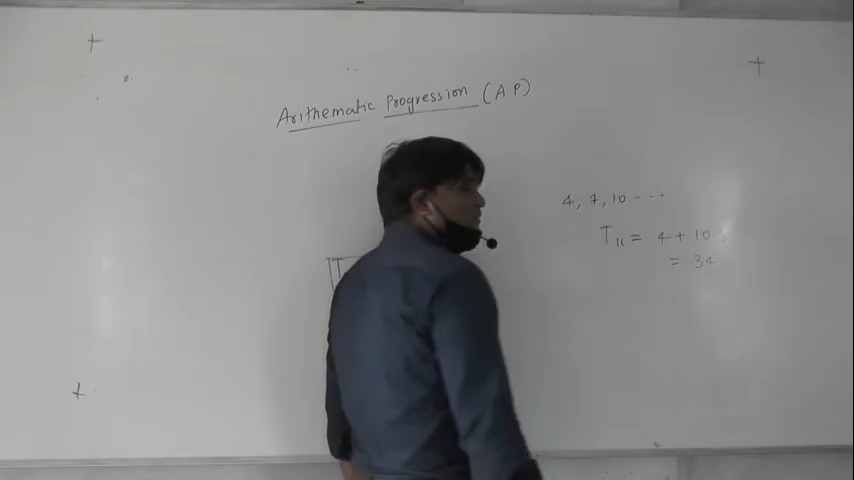 Arithematic Progression (A.P)
4, 7, 10 - - -
T11 = 4 + 10
= 34